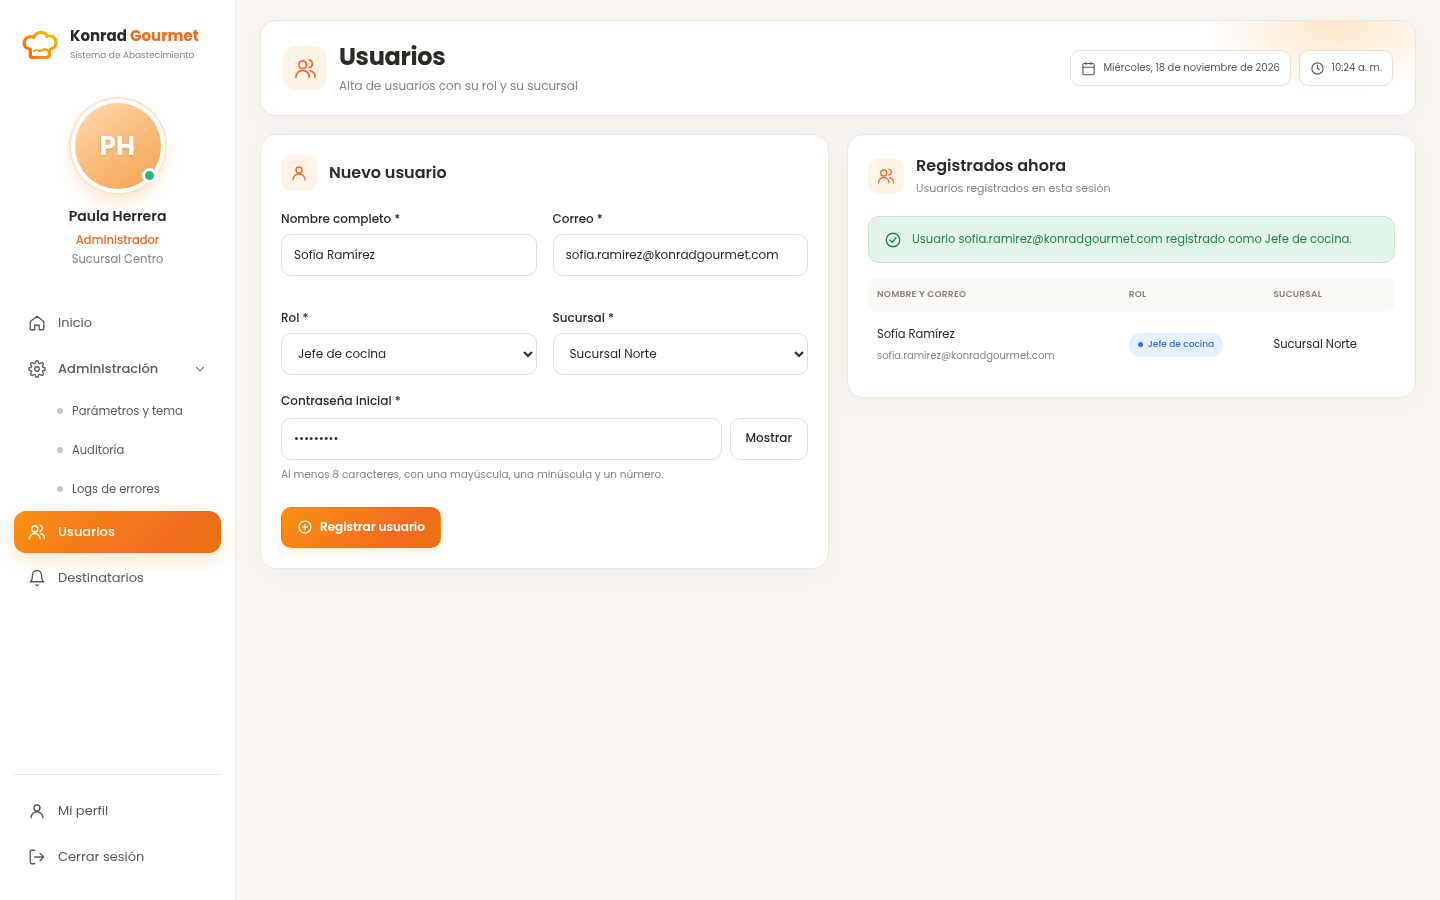 Konrad Gourmet
Sistema de Abastecimiento
PH
Paula Herrera
Administrador
Sucursal Centro
Inicio
Administración
Parámetros y tema
Auditoría
Logs de errores
Usuarios
Destinatarios
Mi perfil
Cerrar sesión
Usuarios
Alta de usuarios con su rol y su sucursal
Miércoles, 18 de noviembre de 2026
10:24 a. m.
Nuevo usuario
Nombre completo *
Correo *
Sofía Ramírez
sofia.ramirez@konradgourmet.com
Rol *
Sucursal *
Jefe de cocina
Sucursal Norte
Contraseña inicial *
•••••••••
Mostrar
Al menos 8 caracteres, con una mayúscula, una minúscula y un número.
Registrar usuario
Registrados ahora
Usuarios registrados en esta sesión
Usuario sofia.ramirez@konradgourmet.com registrado como Jefe de cocina.
NOMBRE Y CORREO
ROL
SUCURSAL
Sofía Ramírez
sofia.ramirez@konradgourmet.com
Jefe de cocina
Sucursal Norte